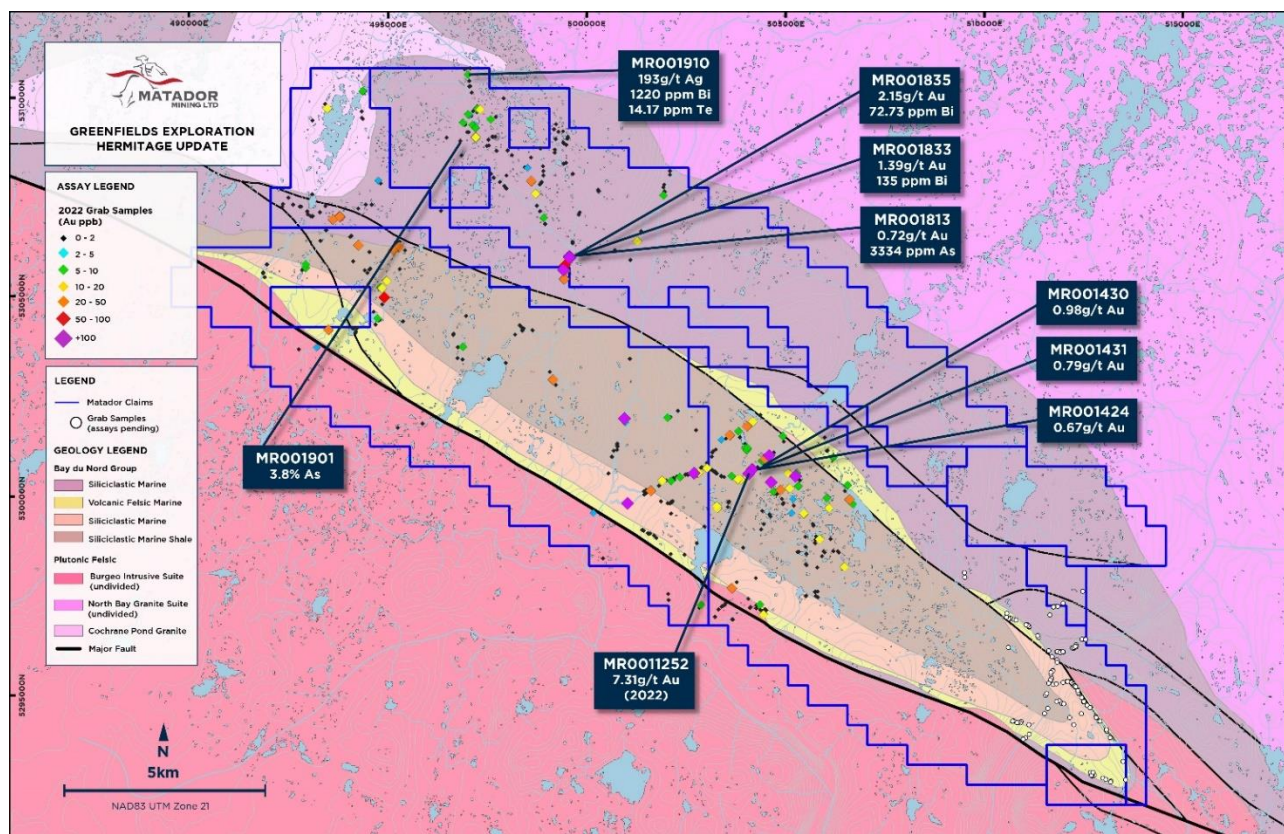 490000E
495000E
500000E
505000E
510000E
515000E
5310000N
5305000N
5300000N
5295000N
MATADOR
MINING LTD
GREENFIELDS EXPLORATION
HERMITAGE UPDATE
ASSAY LEGEND
2022 Grab Samples
(Au ppb)
0 - 2
2 - 5
5 - 10
10 - 20
20 - 50
50 - 100
+100
LEGEND
Matador Claims
Grab Samples
(assays pending)
GEOLOGY LEGEND
Bay du Nord Group
Siliciclastic Marine
Volcanic Felsic Marine
Siliciclastic Marine
Siliciclastic Marine Shale
Plutonic Felsic
Burgeo Intrusive Suite
(undivided)
North Bay Granite Suite
(undivided)
Cochrane Pond Granite
Major Fault
N
5km
NAD83 UTM Zone 21
MR001910
193g/t Ag
1220 ppm Bi
14.17 ppm Te
MR001835
2.15g/t Au
72.73 ppm Bi
MR001833
1.39g/t Au
135 ppm Bi
MR001813
0.72g/t Au
3334 ppm As
MR001430
0.98g/t Au
MR001431
0.79g/t Au
MR001424
0.67g/t Au
MR001901
3.8% As
MR0011252
7.31g/t Au
(2022)